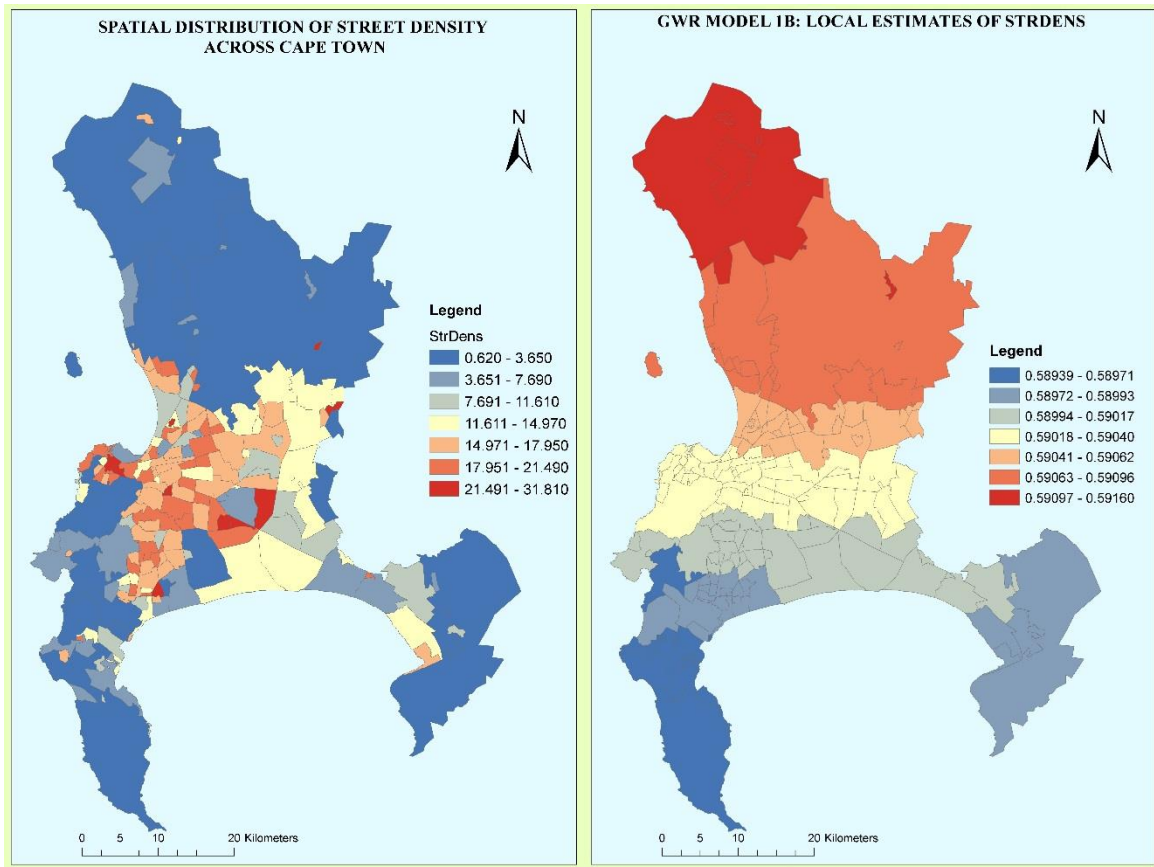 SPATIAL DISTRIBUTION OF STREET DENSITY
ACROSS CAPE TOWN
N
Legend
StrDens
0.620 - 3.650
3.651 - 7.690
7.691 - 11.610
11.611 - 14.970
14.971 - 17.950
17.951 - 21.490
21.491 - 31.810
0 5 10 20 Kilometers
GWR MODEL 1B: LOCAL ESTIMATES OF STRDENS
N
Legend
0.58939 - 0.58971
0.58972 - 0.58993
0.58994 - 0.59017
0.59018 - 0.59040
0.59041 - 0.59062
0.59063 - 0.59096
0.59097 - 0.59160
0 5 10 20 Kilometers